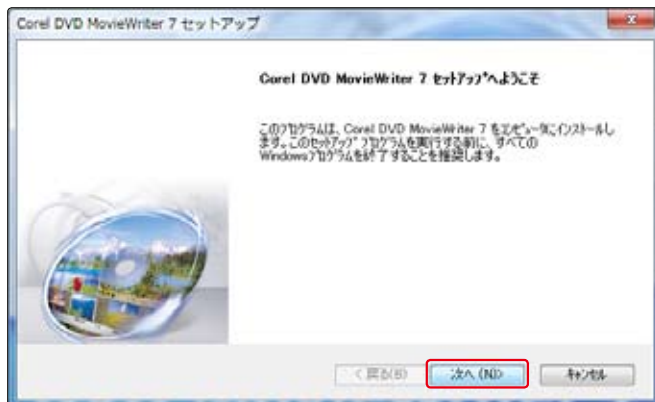 Corel DVD MovieWriter 7 セットアップ
Corel DVD MovieWriter 7 ｾｯﾄｱｯﾌﾟへようこそ
このﾌﾟﾛｸﾞﾗﾑは、Corel DVD MovieWriter 7 をｺﾝﾋﾟｭｰﾀにｲﾝｽﾄｰﾙし
ます。このｾｯﾄｱｯﾌﾟ ﾌﾟﾛｸﾞﾗﾑを実行する前に、すべての
Windowsﾌﾟﾛｸﾞﾗﾑを終了することを推奨します。
< 戻る(B)
次へ (N)>
ｷｬﾝｾﾙ